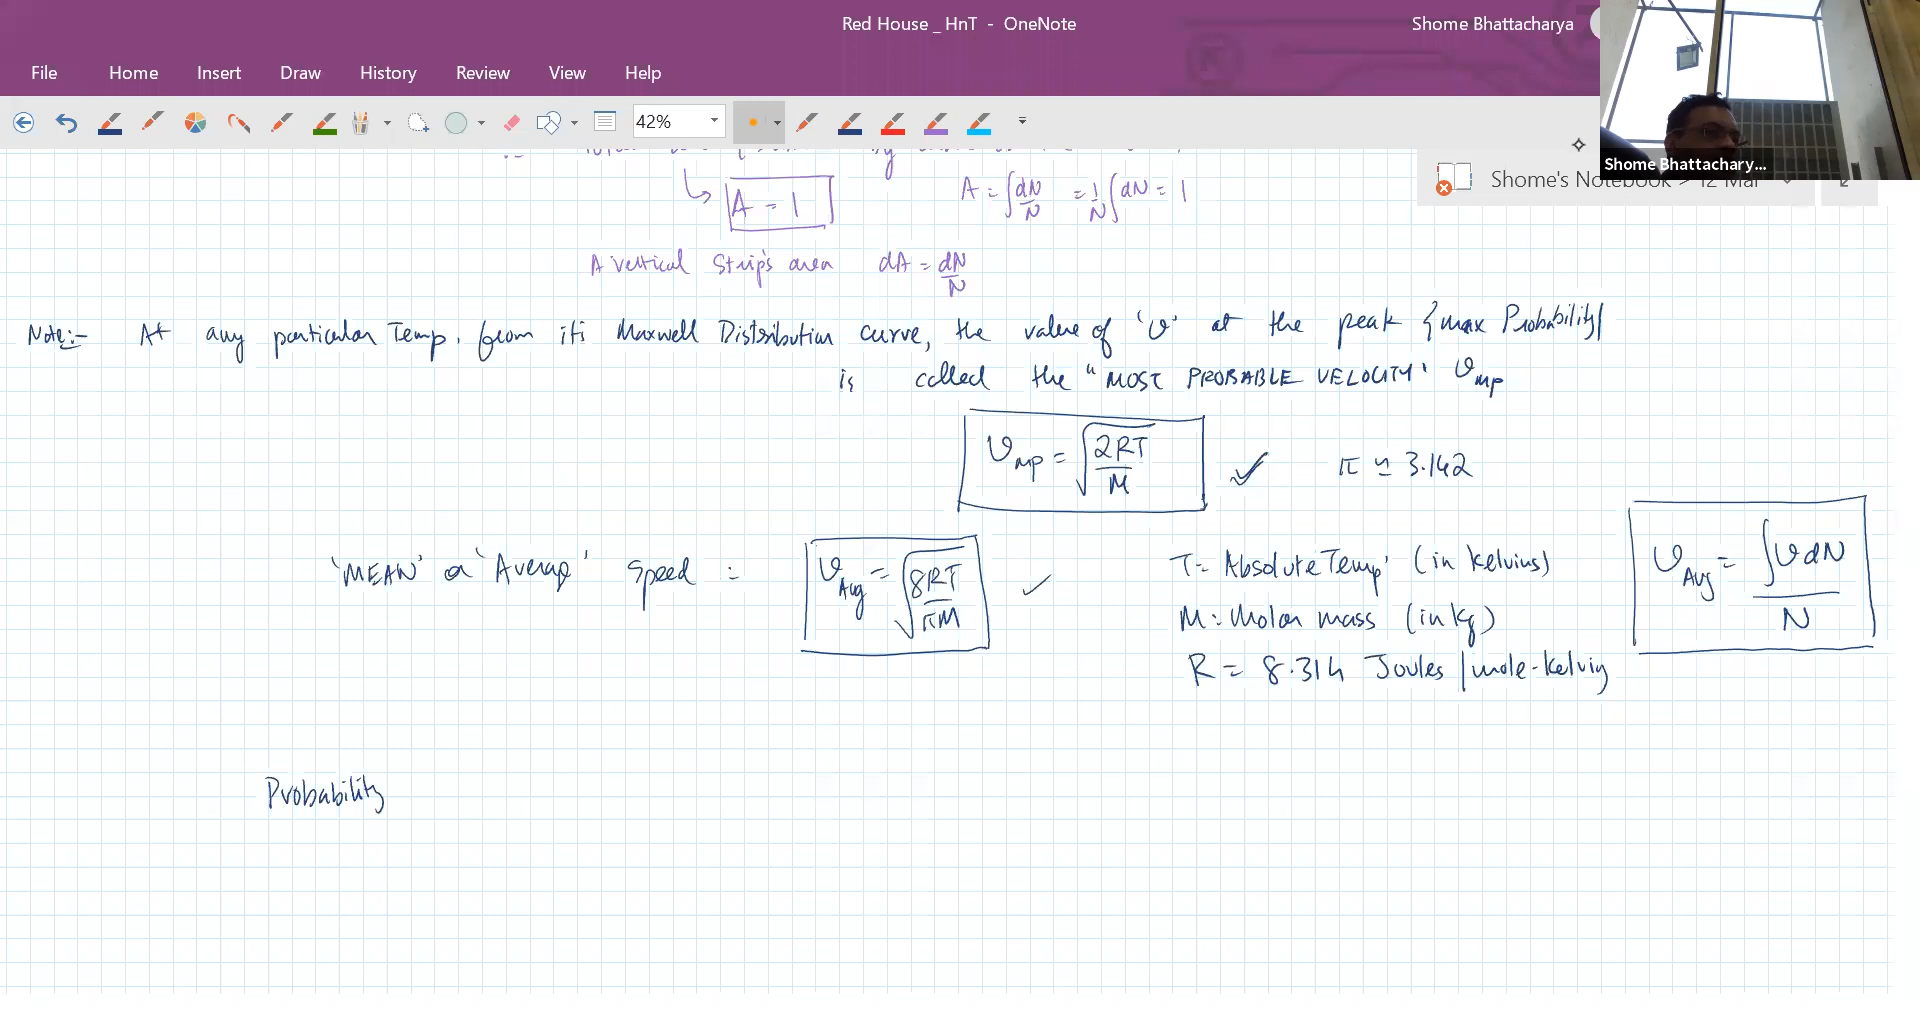 Red House _ HnT - OneNote
Shome Bhattacharya
File Home Insert Draw History Review View Help
42%
Shome Bhattachary...
Shome's Notebook > 12 Mar
A = 1
A = ∫dN/N = 1/N ∫dN = 1
A vertical strip's area dA = dN/N
Note:- At any particular Temp. from its Maxwell Distribution curve, the value of 'v' at the peak {max Probability}
is called the "MOST PROBABLE VELOCITY" v_MP
v_MP = √(2RT/M) ✓ π ≃ 3.142
'MEAN' or 'Average' Speed : v_Avg = √(8RT/πM) ✓
T = Absolute Temp. (in kelvins)
M : Molar mass (in kg)
R = 8.314 Joules/mole-kelvin
v_Avg = ∫v dN / N
Probability